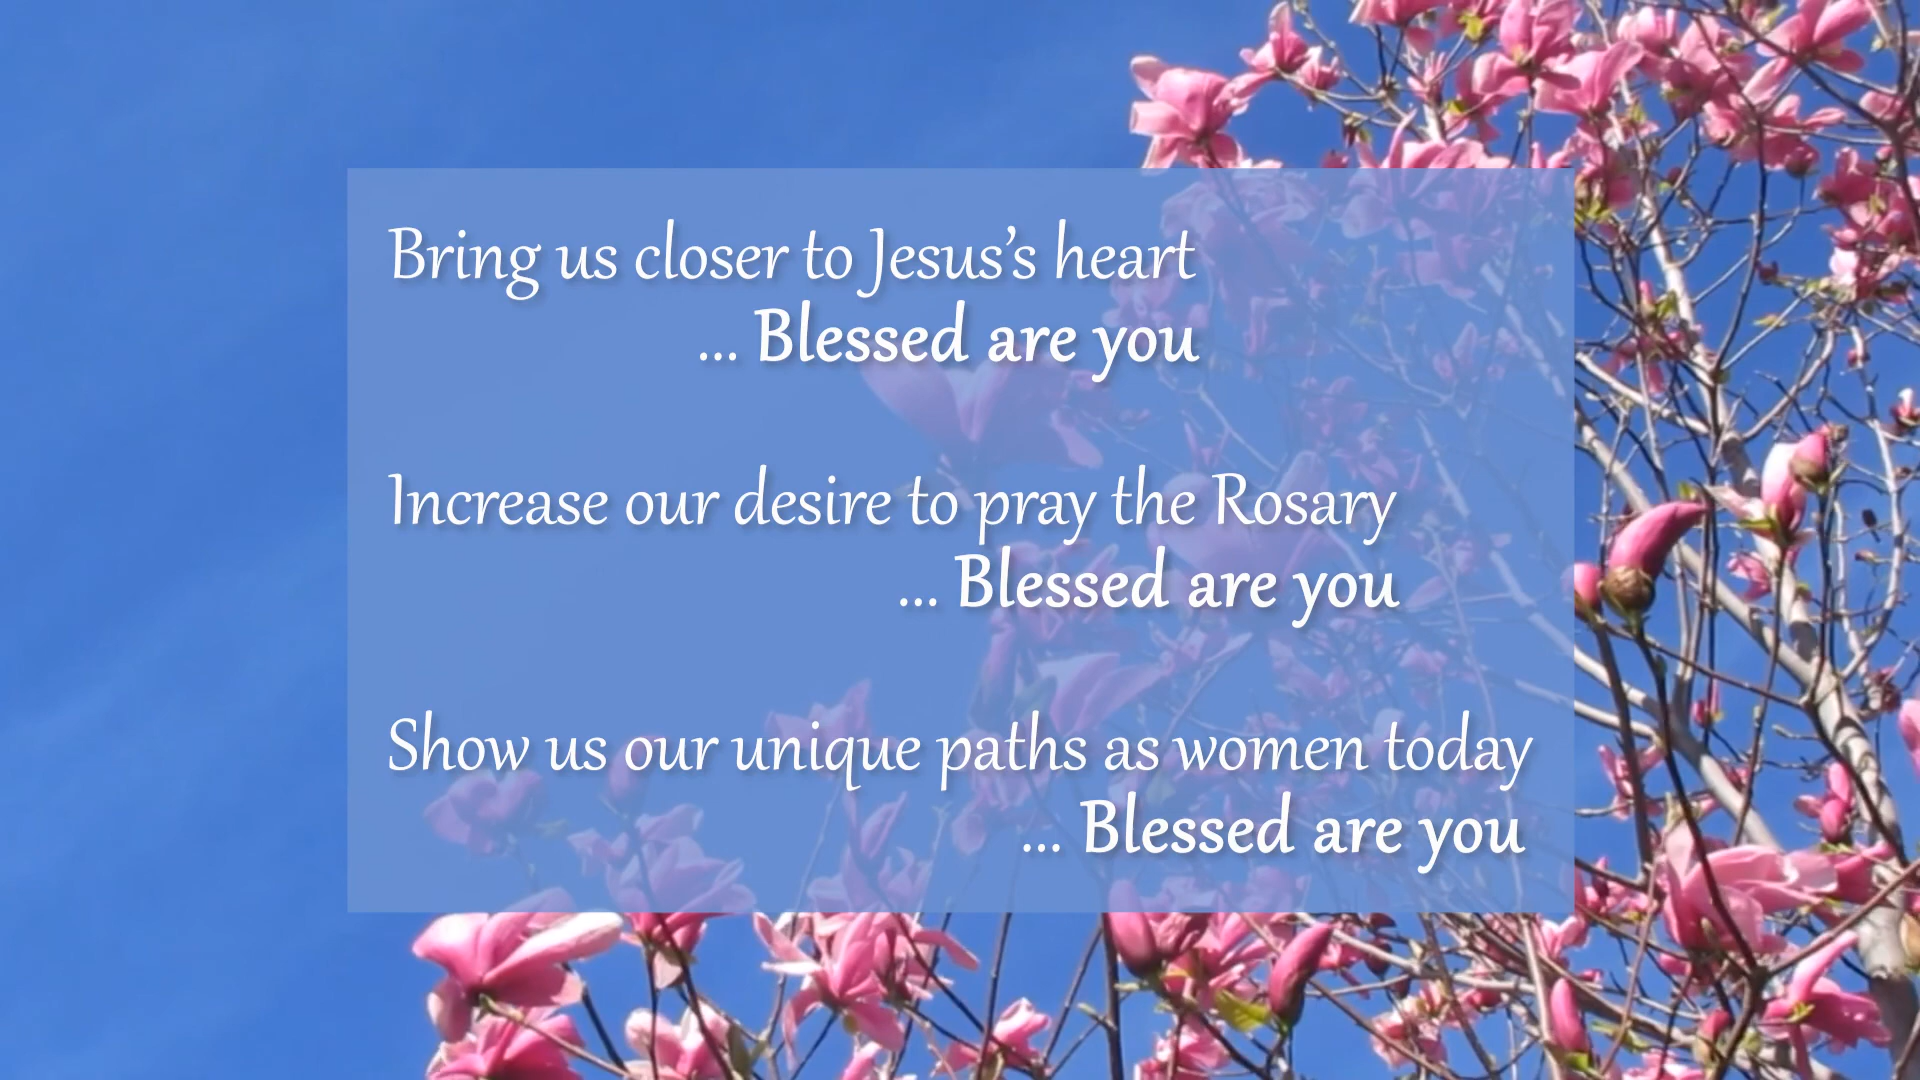 Bring us closer to Jesus’s heart
... Blessed are you
Increase our desire to pray the Rosary
... Blessed are you
Show us our unique paths as women today
... Blessed are you